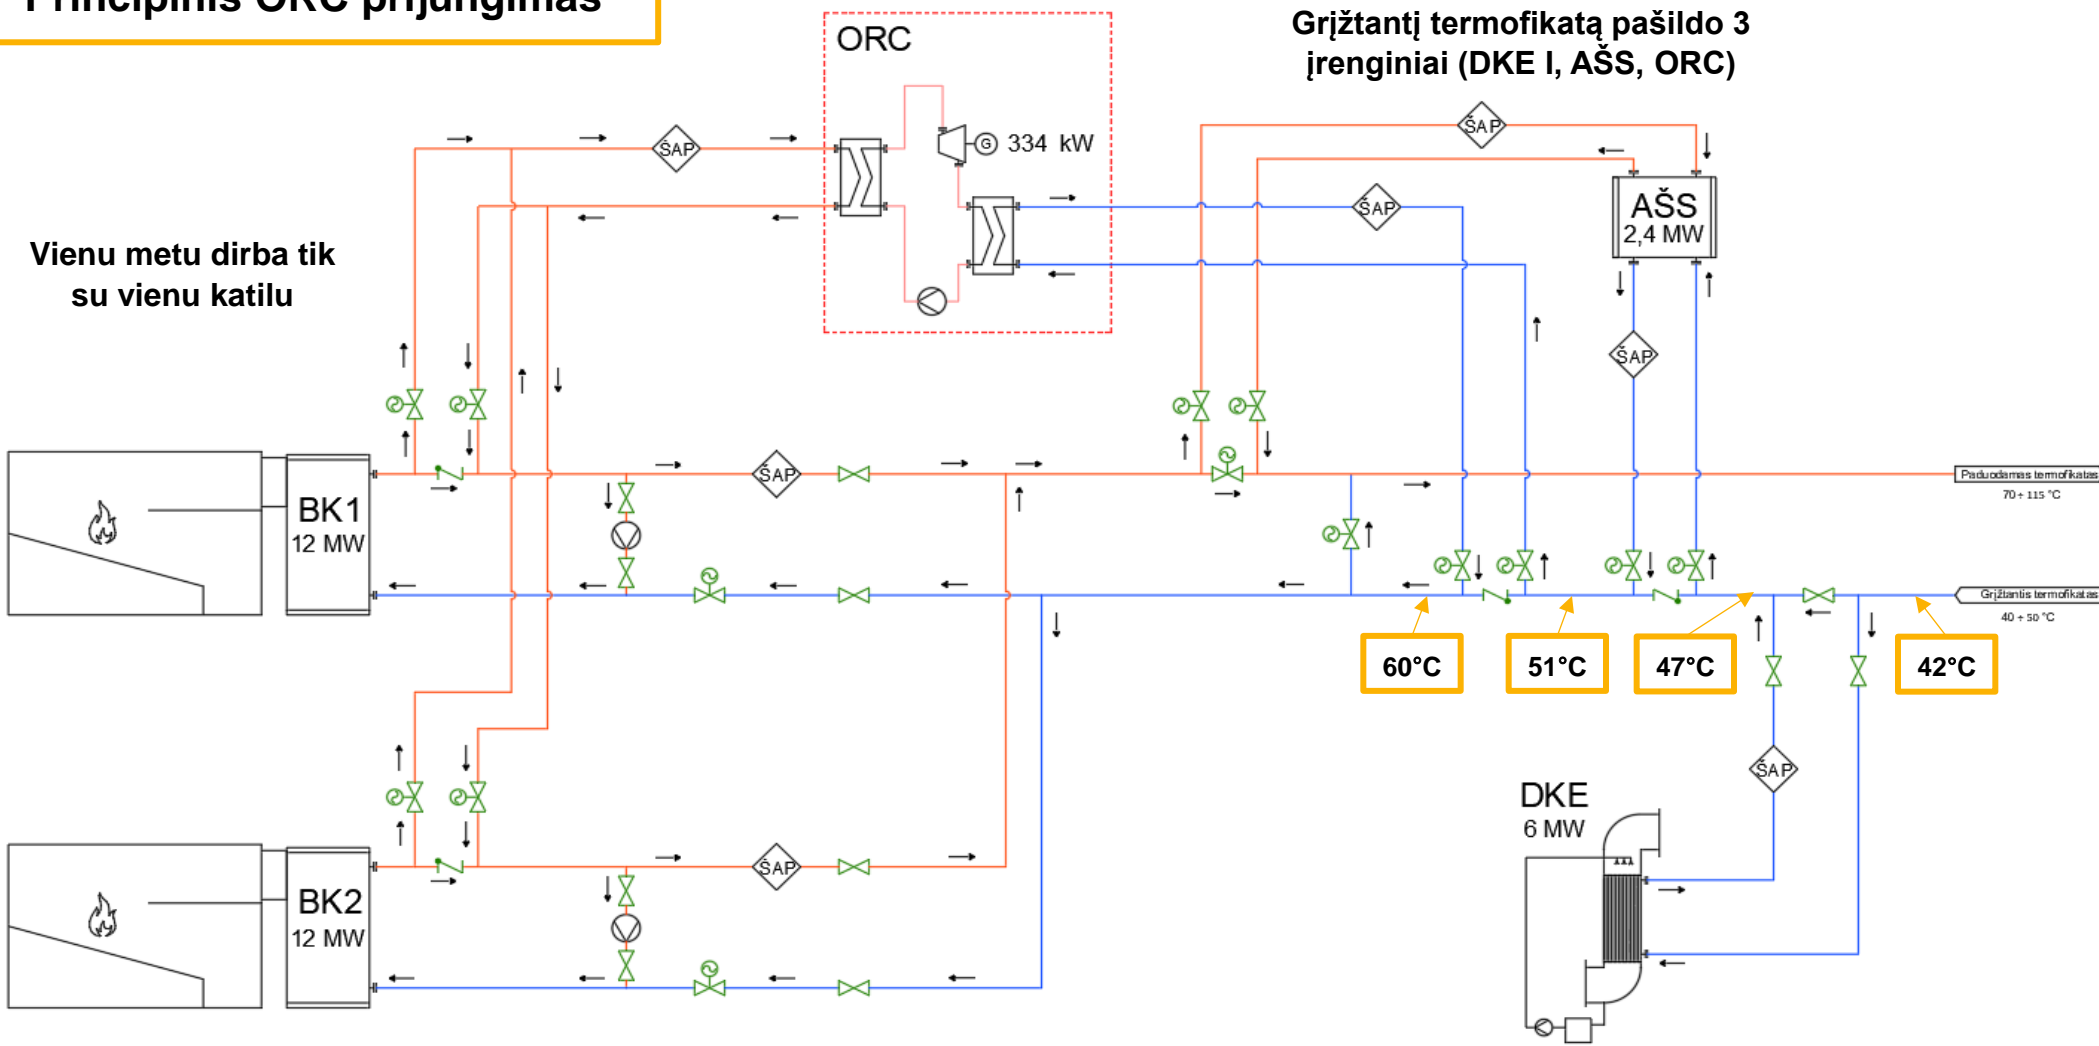 Principinis ORC prijungimas
Grįžtantį termofikatą pašildo 3
įrenginiai (DKE I, AŠS, ORC)
ORC
G
334 kW
ŠAP
ŠAP
ŠAP
AŠS
2,4 MW
ŠAP
Vienu metu dirba tik
su vienu katilu
BK1
12 MW
ŠAP
Paduodamas termofikatas
70 ÷ 115 °C
Grįžtantis termofikatas
40 ÷ 50 °C
60°C
51°C
47°C
42°C
ŠAP
DKE
6 MW
BK2
12 MW
ŠAP